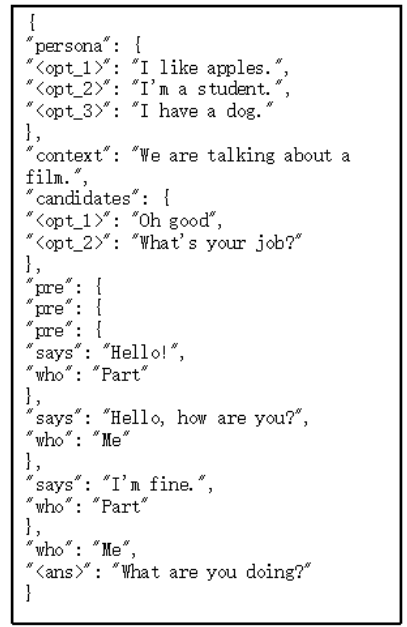 {
"persona": {
"<opt_1>": "I like apples.",
"<opt_2>": "I'm a student.",
"<opt_3>": "I have a dog."
},
"context": "We are talking about a
film.",
"candidates": {
"<opt_1>": "Oh good",
"<opt_2>": "What's your job?"
},
"pre": {
"pre": {
"pre": {
"says": "Hello!",
"who": "Part"
},
"says": "Hello, how are you?",
"who": "Me"
},
"says": "I'm fine.",
"who": "Part"
},
"who": "Me",
"<ans>": "What are you doing?"
}